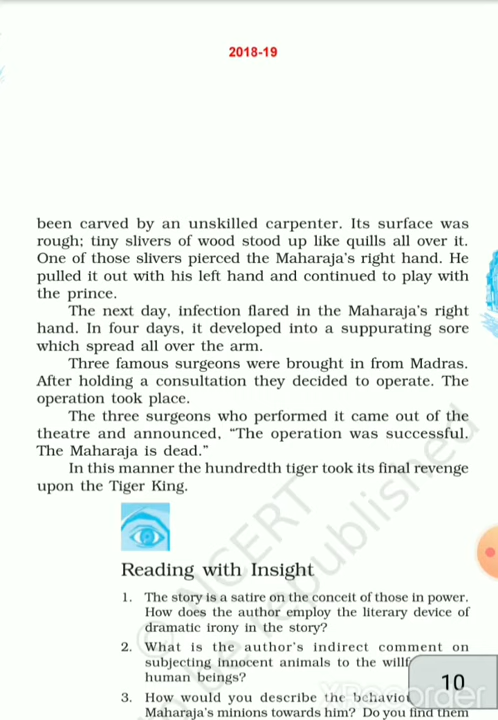 2018-19
been carved by an unskilled carpenter. Its surface was
rough; tiny slivers of wood stood up like quills all over it.
One of those slivers pierced the Maharaja's right hand. He
pulled it out with his left hand and continued to play with
the prince.
The next day, infection flared in the Maharaja's right
hand. In four days, it developed into a suppurating sore
which spread all over the arm.
Three famous surgeons were brought in from Madras.
After holding a consultation they decided to operate. The
operation took place.
The three surgeons who performed it came out of the
theatre and announced, “The operation was successful.
The Maharaja is dead.”
In this manner the hundredth tiger took its final revenge
upon the Tiger King.
© NCERT
be republished
Reading with Insight
1. The story is a satire on the conceit of those in power.
How does the author employ the literary device of
dramatic irony in the story?
2. What is the author's indirect comment on
subjecting innocent animals to the
human beings?
10
3. How would you describe the
Maharaja's minions towards him? Do you find them